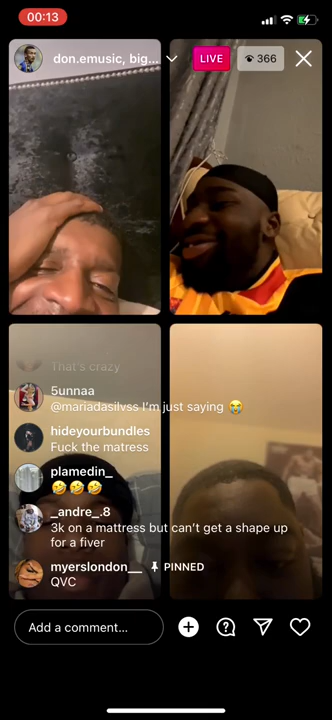 00:13
don.emusic, big...
LIVE
366
That's crazy
5unnaa
@mariadasilvss I'm just saying 😭
hideyourbundles
Fuck the matress
plamedin_
🤣🤣🤣
_andre_.8
3k on a mattress but can't get a shape up
for a fiver
myerslondon__ PINNED
QVC
Add a comment...